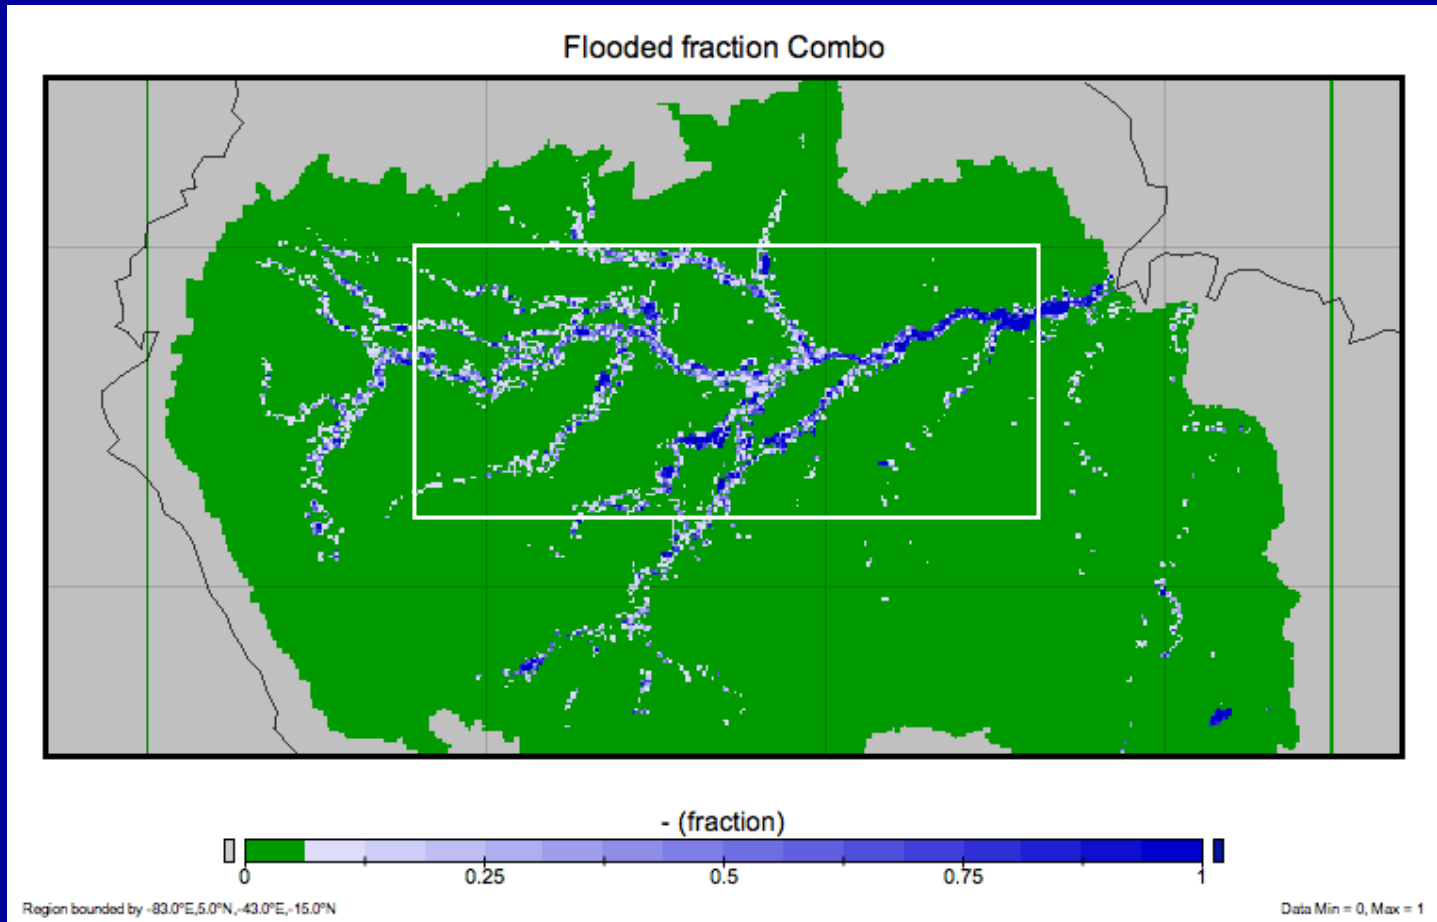 Flooded fraction Combo
- (fraction)
0 0.25 0.5 0.75 1
Region bounded by -83.0°E,5.0°N,-43.0°E,-15.0°N
Data Min = 0, Max = 1